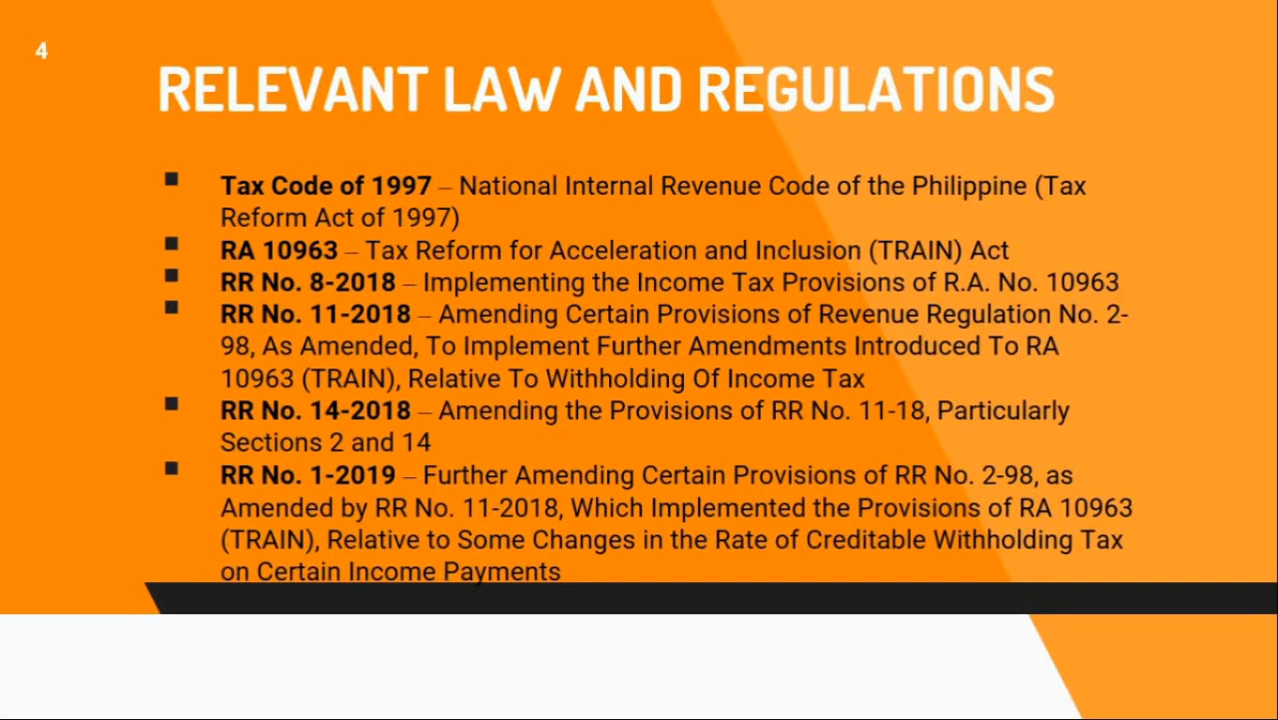 4
RELEVANT LAW AND REGULATIONS
▪ Tax Code of 1997 – National Internal Revenue Code of the Philippine (Tax
Reform Act of 1997)
▪ RA 10963 – Tax Reform for Acceleration and Inclusion (TRAIN) Act
▪ RR No. 8-2018 – Implementing the Income Tax Provisions of R.A. No. 10963
▪ RR No. 11-2018 – Amending Certain Provisions of Revenue Regulation No. 2-
98, As Amended, To Implement Further Amendments Introduced To RA
10963 (TRAIN), Relative To Withholding Of Income Tax
▪ RR No. 14-2018 – Amending the Provisions of RR No. 11-18, Particularly
Sections 2 and 14
▪ RR No. 1-2019 – Further Amending Certain Provisions of RR No. 2-98, as
Amended by RR No. 11-2018, Which Implemented the Provisions of RA 10963
(TRAIN), Relative to Some Changes in the Rate of Creditable Withholding Tax
on Certain Income Payments